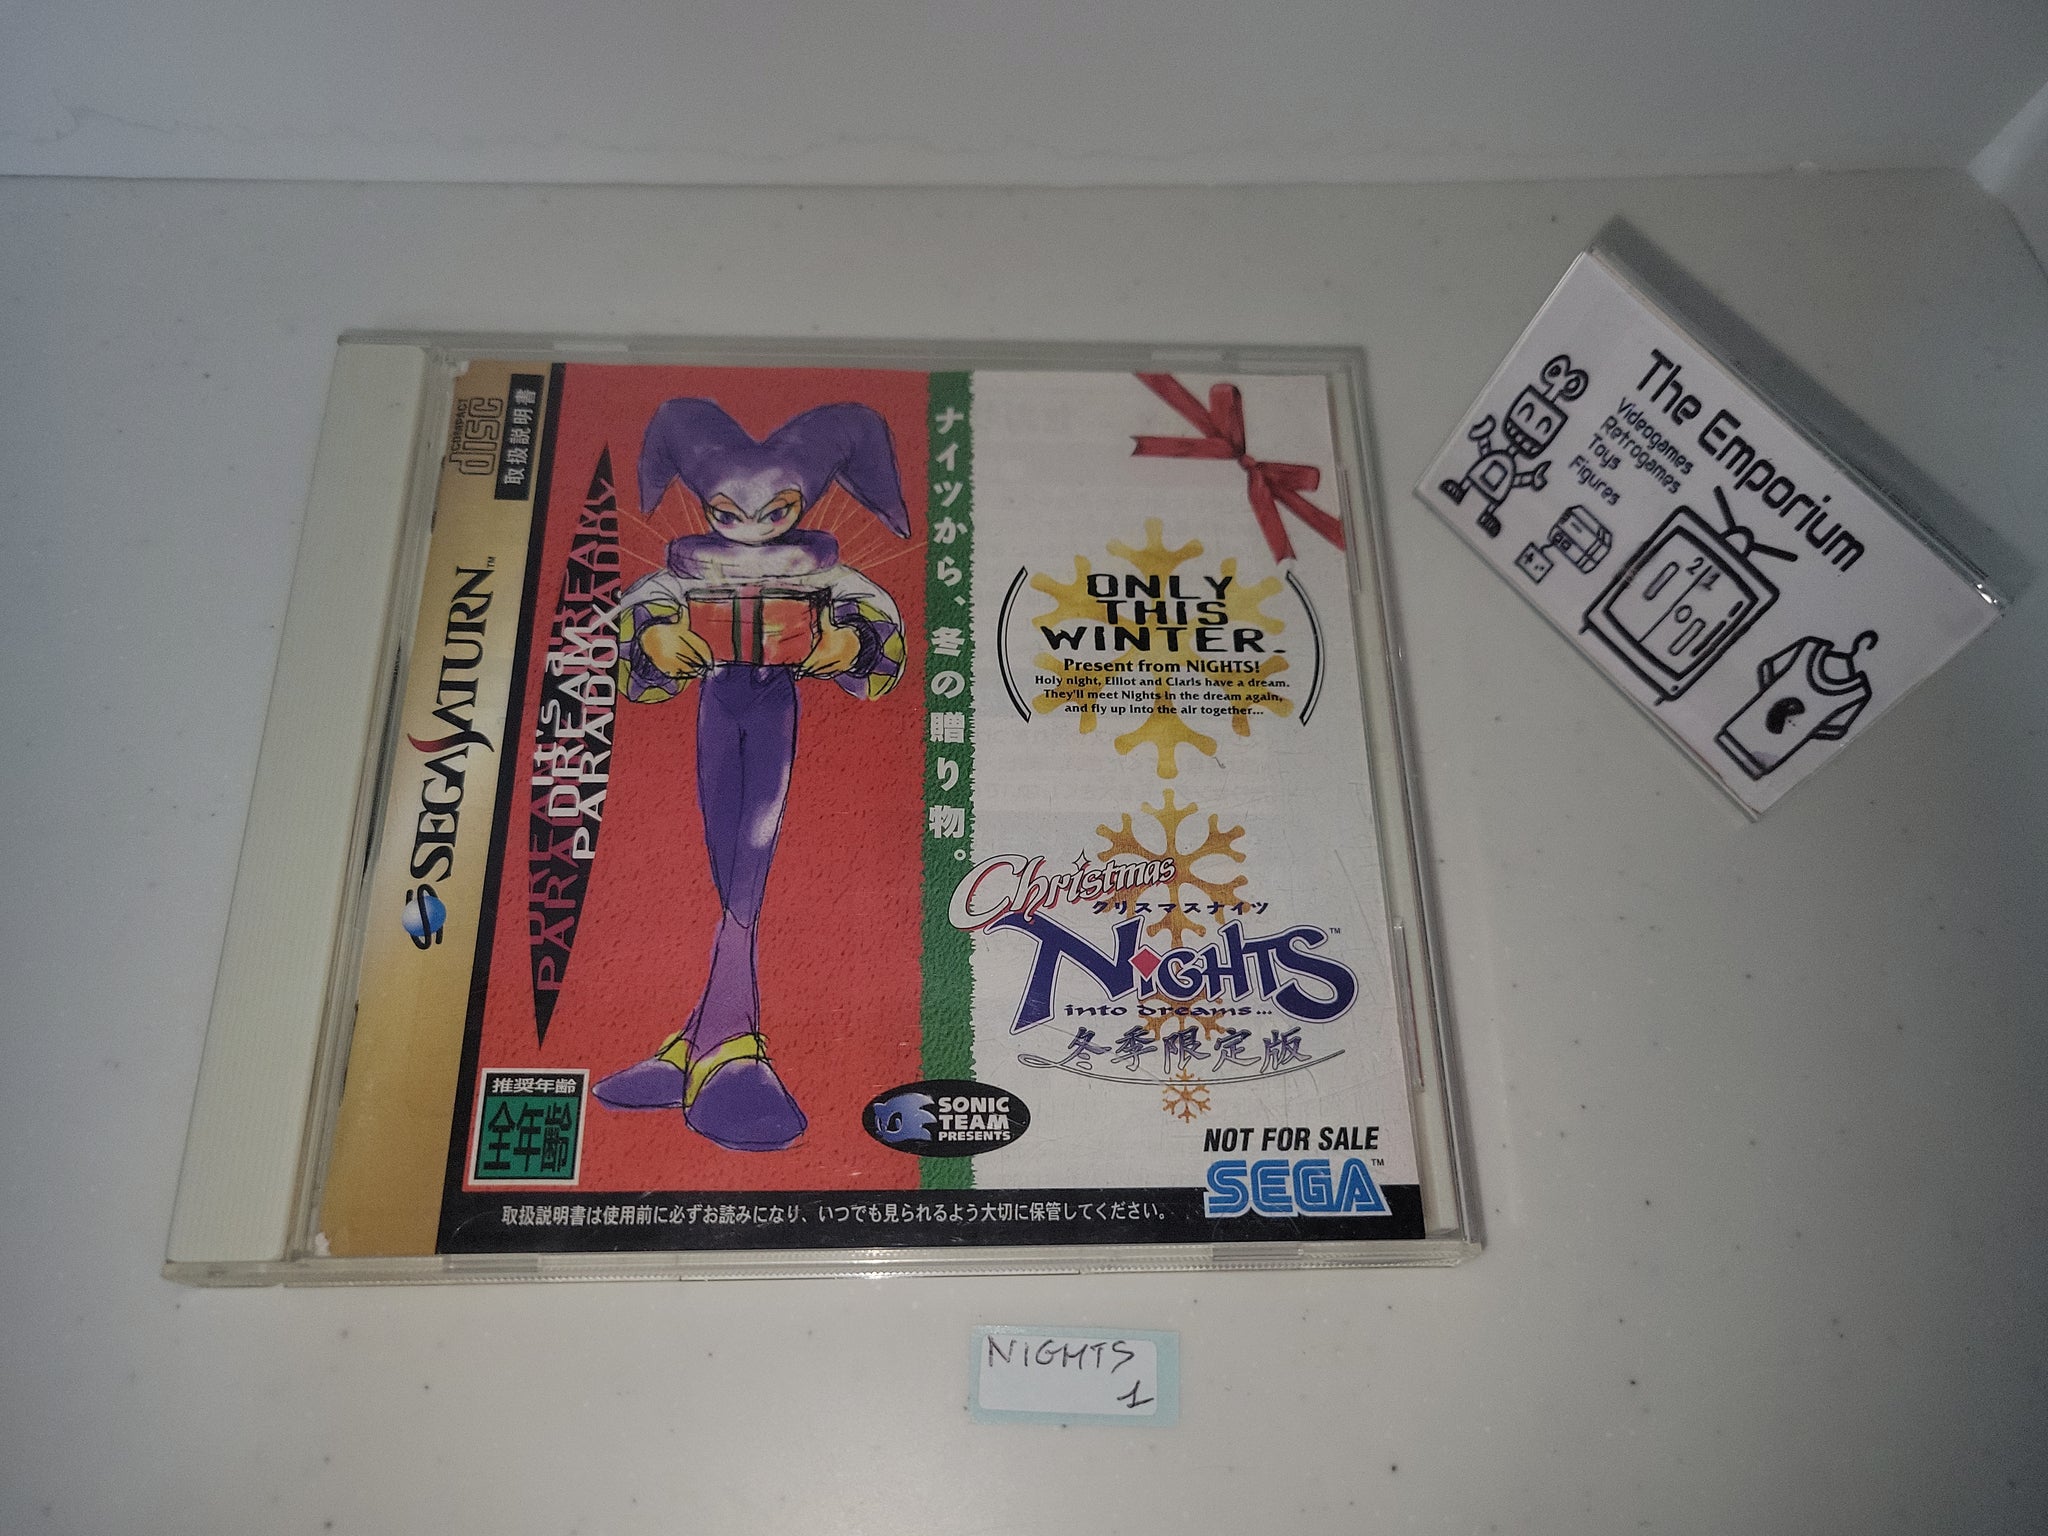 COMPACT
disc
取扱説明書
SEGA SATURN™
It's a
DREAM
PARADOX!
ナイツから、冬の贈り物。
ONLY
THIS
WINTER.
Present from NiGHTS!
Holy night, Elliot and Claris have a dream.
They'll meet Nights in the dream again,
and fly up into the air together...
Christmas
クリスマスナイツ
NiGHTS™
into dreams...
冬季限定版
推奨年齢
全年齢
SONIC
TEAM
PRESENTS
NOT FOR SALE
SEGA™
取扱説明書は使用前に必ずお読みになり、いつでも見られるよう大切に保管してください。
The Emporium
Videogames
Retrogames
Toys
Figures
21
NIGHTS
1